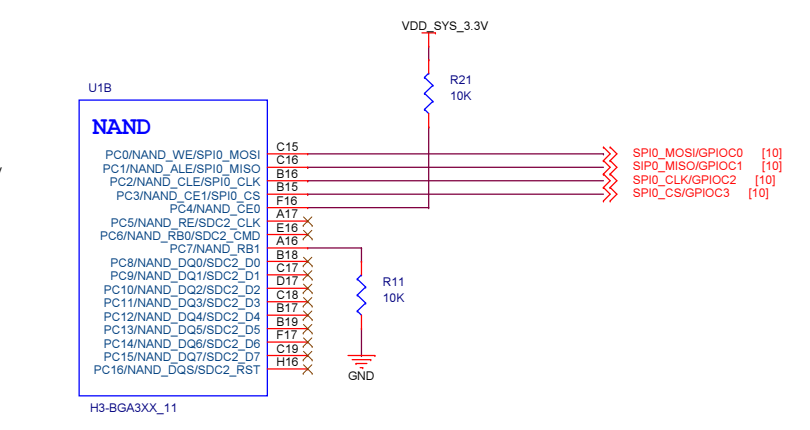 VDD_SYS_3.3V
R21
10K
U1B
NAND
PC0/NAND_WE/SPI0_MOSI C15 SPI0_MOSI/GPIOC0 [10]
PC1/NAND_ALE/SPI0_MISO C16 SIP0_MISO/GPIOC1 [10]
PC2/NAND_CLE/SPI0_CLK B16 SPI0_CLK/GPIOC2 [10]
PC3/NAND_CE1/SPI0_CS B15 SPI0_CS/GPIOC3 [10]
PC4/NAND_CE0 F16
PC5/NAND_RE/SDC2_CLK A17
PC6/NAND_RB0/SDC2_CMD E16
PC7/NAND_RB1 A16
PC8/NAND_DQ0/SDC2_D0 B18
PC9/NAND_DQ1/SDC2_D1 C17
PC10/NAND_DQ2/SDC2_D2 D17
PC11/NAND_DQ3/SDC2_D3 C18
PC12/NAND_DQ4/SDC2_D4 B17
PC13/NAND_DQ5/SDC2_D5 B19
PC14/NAND_DQ6/SDC2_D6 F17
PC15/NAND_DQ7/SDC2_D7 C19
PC16/NAND_DQS/SDC2_RST H16
R11
10K
GND
H3-BGA3XX_11